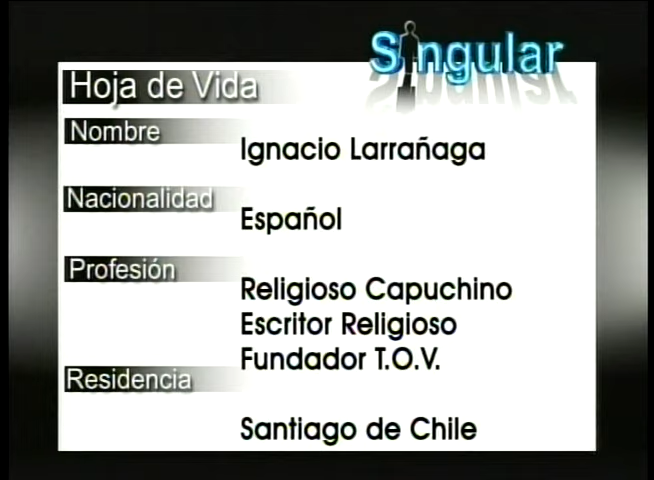 Singular
Hoja de Vida
Nombre
Ignacio Larrañaga
Nacionalidad
Español
Profesión
Religioso Capuchino
Escritor Religioso
Fundador T.O.V.
Residencia
Santiago de Chile